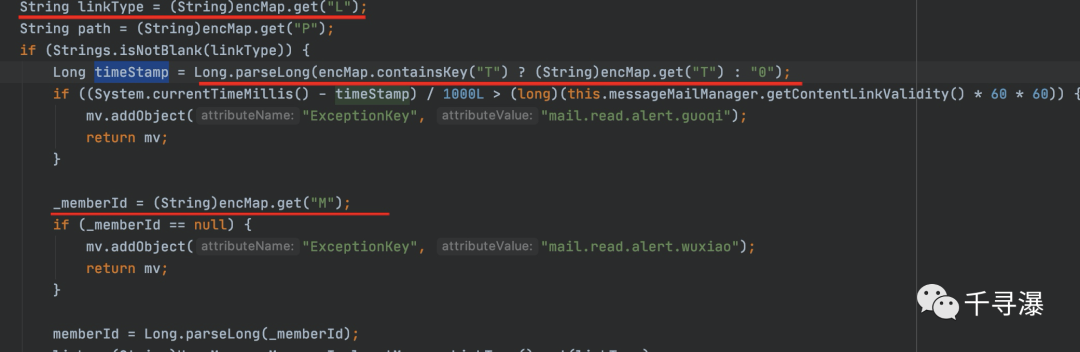 String linkType = (String)encMap.get("L");
String path = (String)encMap.get("P");
if (Strings.isNotBlank(linkType)) {
Long timeStamp = Long.parseLong(encMap.containsKey("T") ? (String)encMap.get("T") : "0");
if ((System.currentTimeMillis() - timeStamp) / 1000L > (long)(this.messageMailManager.getContentLinkValidity() * 60 * 60)) {
mv.addObject( attributeName: "ExceptionKey", attributeValue: "mail.read.alert.guoqi");
return mv;
}
_memberId = (String)encMap.get("M");
if (_memberId == null) {
mv.addObject( attributeName: "ExceptionKey", attributeValue: "mail.read.alert.wuxiao");
return mv;
}
memberId = Long.parseLong(_memberId);
千寻瀑